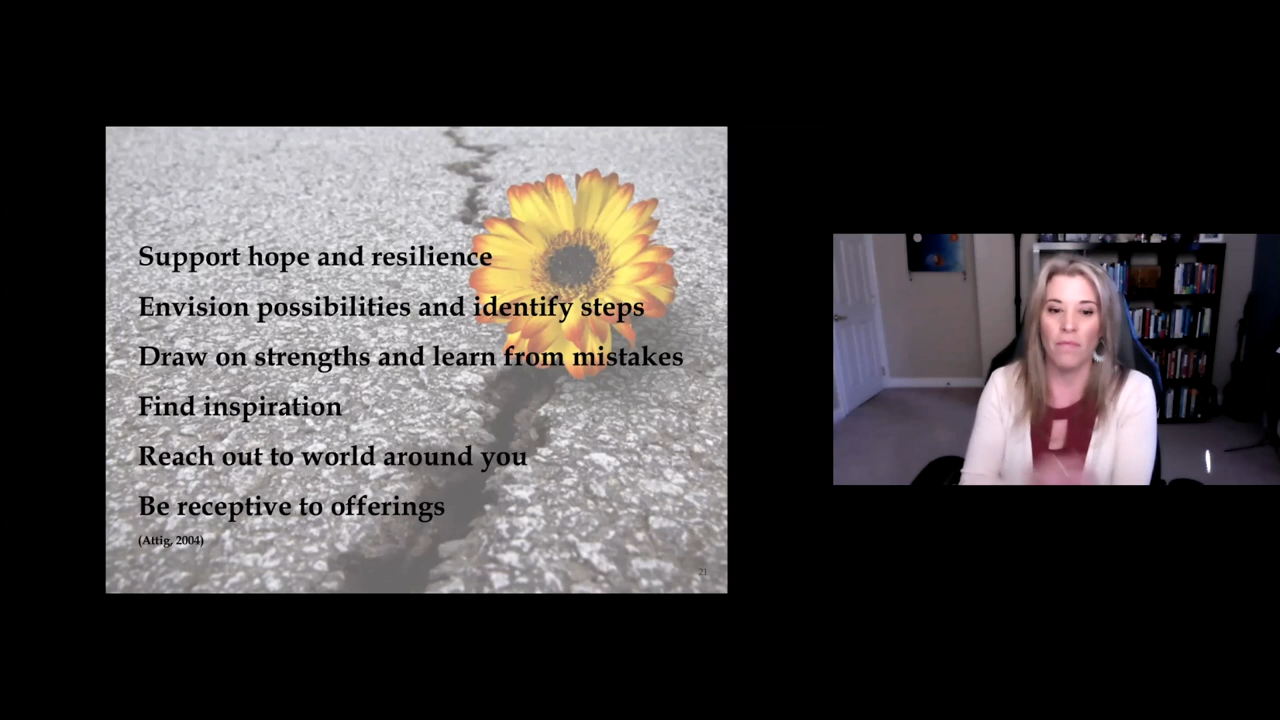 Support hope and resilience
Envision possibilities and identify steps
Draw on strengths and learn from mistakes
Find inspiration
Reach out to world around you
Be receptive to offerings
(Attig, 2004)
21